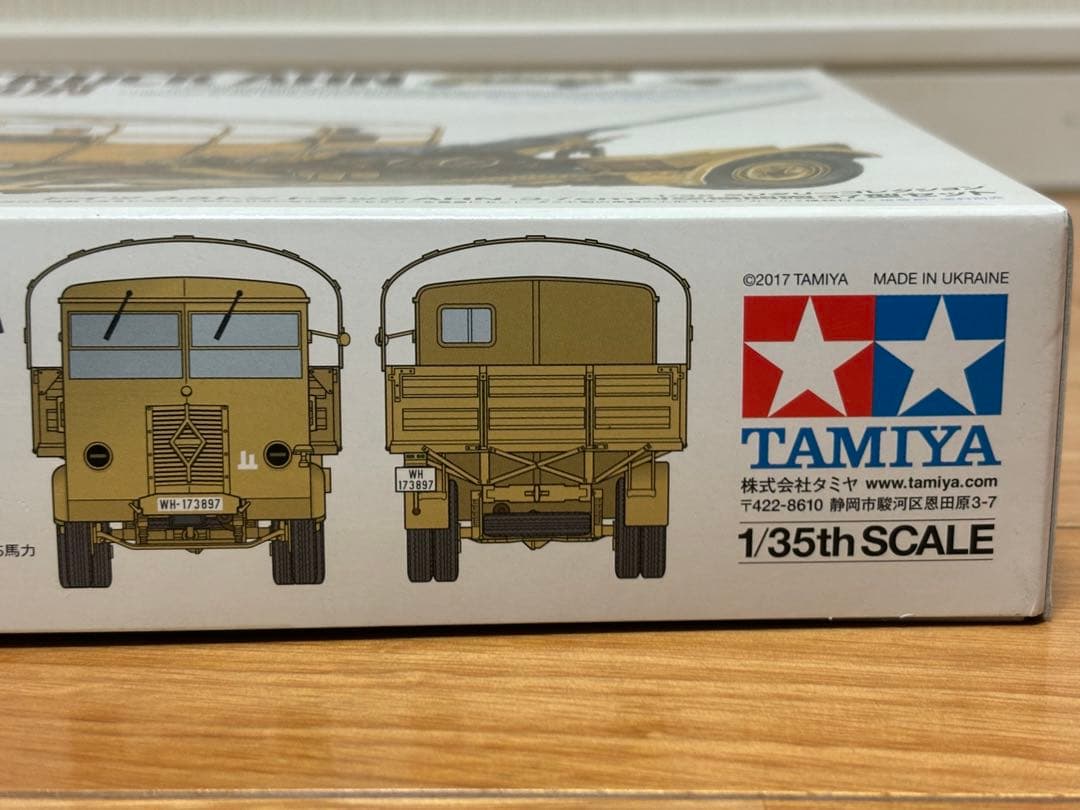 ©2017 TAMIYA MADE IN UKRAINE
TAMIYA
株式会社タミヤ www.tamiya.com
〒422-8610 静岡市駿河区恩田原3-7
1/35th SCALE
WH-173897
WH
173897
馬力